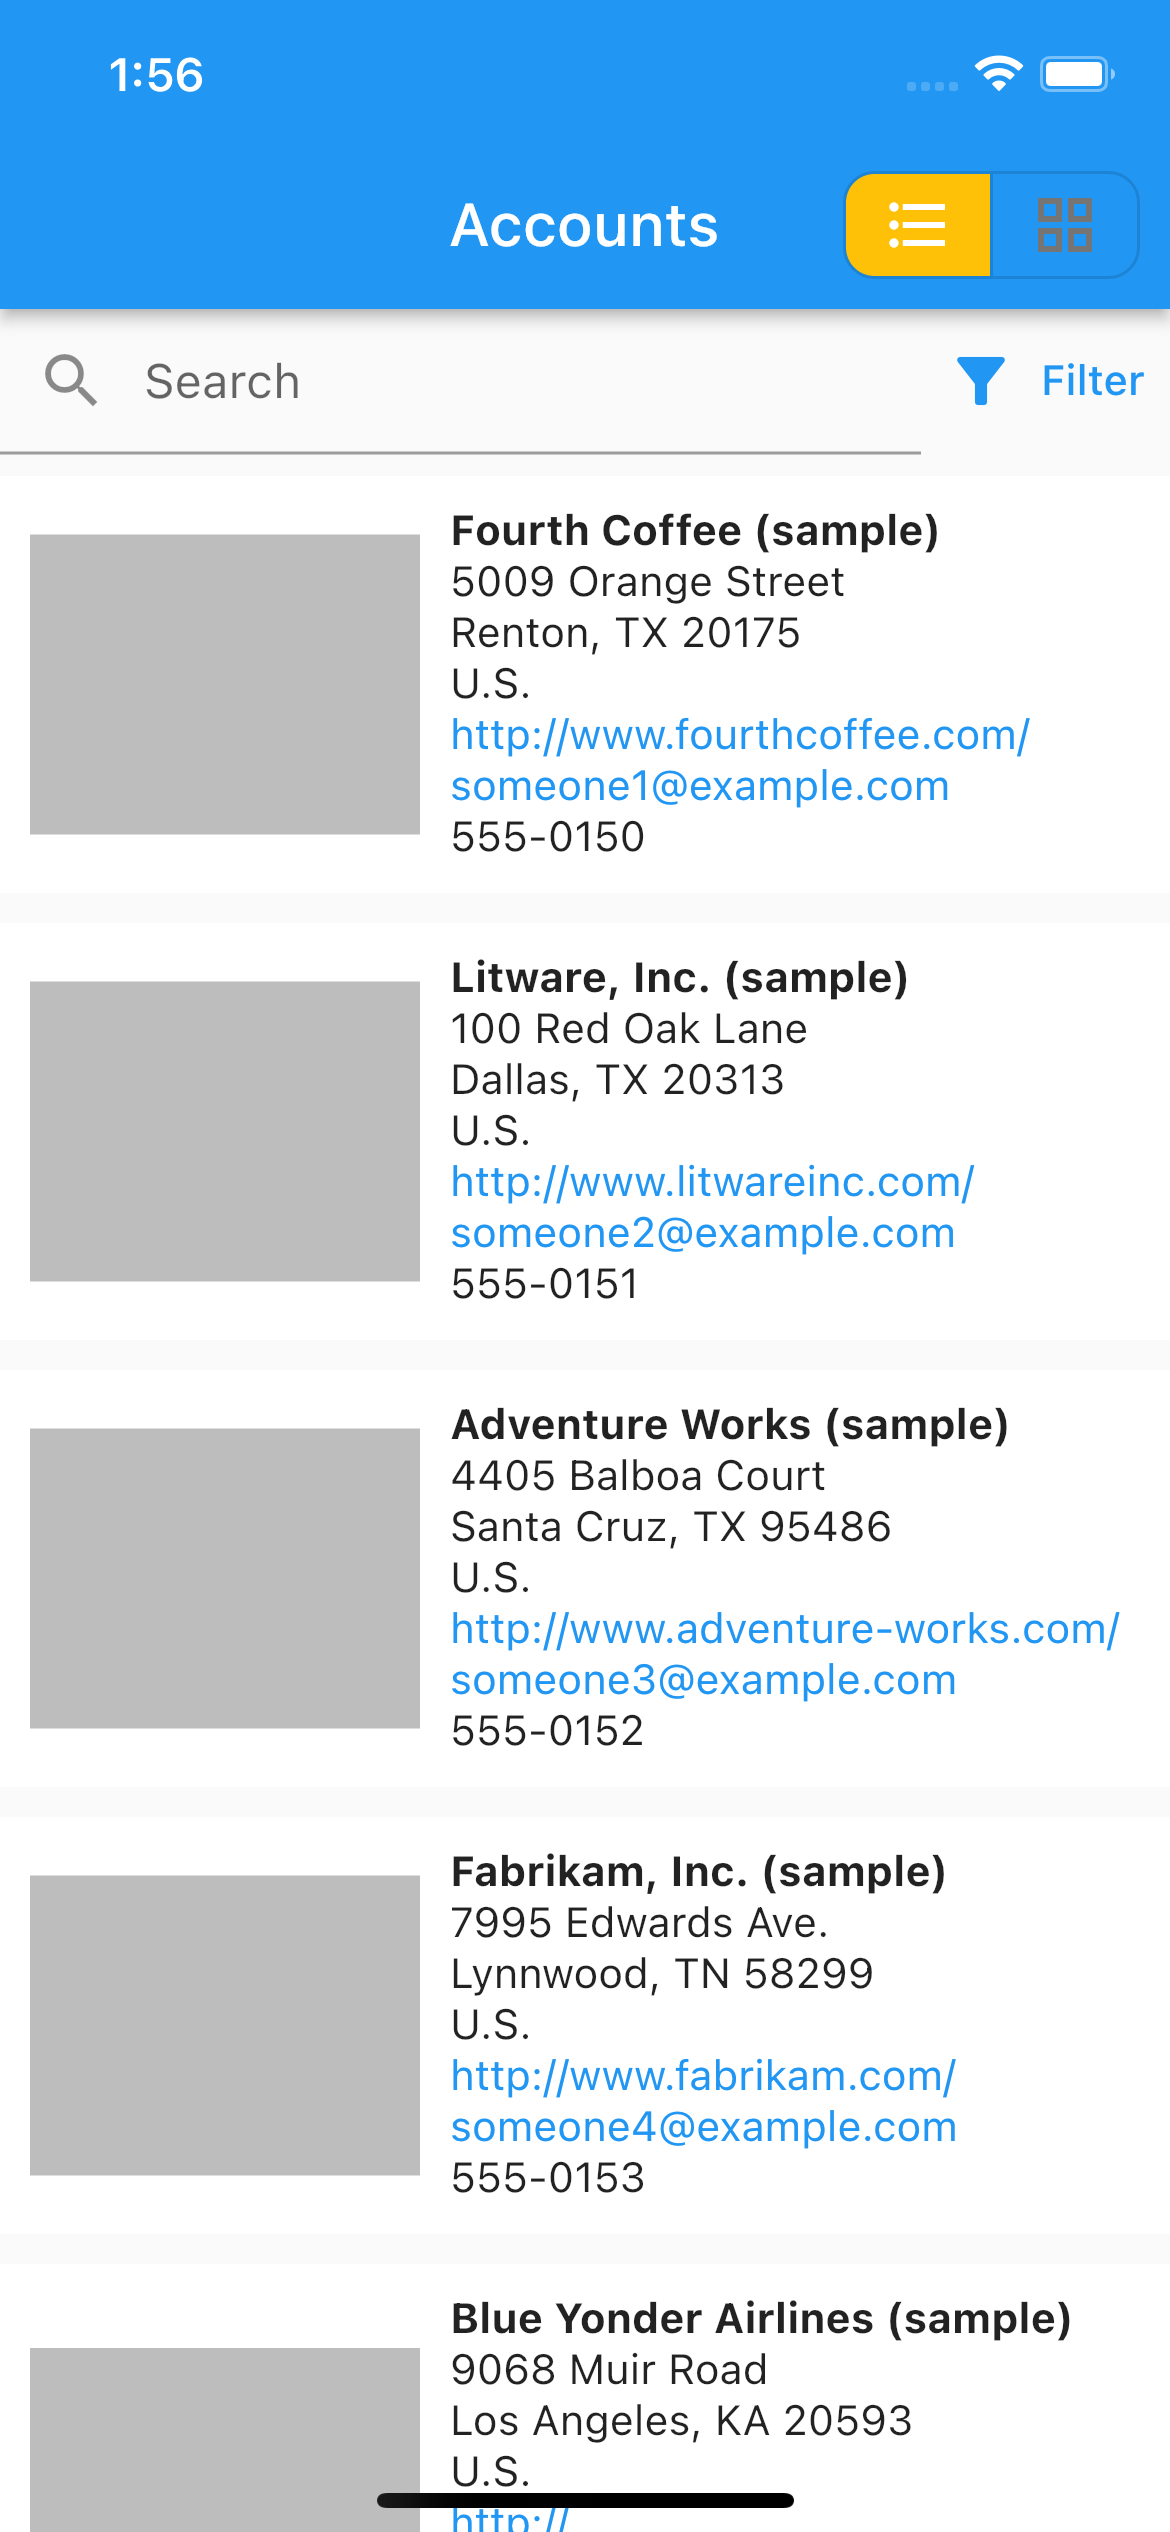 1:56
Accounts
Search
Filter
Fourth Coffee (sample)
5009 Orange Street
Renton, TX 20175
U.S.
http://www.fourthcoffee.com/
someone1@example.com
555-0150
Litware, Inc. (sample)
100 Red Oak Lane
Dallas, TX 20313
U.S.
http://www.litwareinc.com/
someone2@example.com
555-0151
Adventure Works (sample)
4405 Balboa Court
Santa Cruz, TX 95486
U.S.
http://www.adventure-works.com/
someone3@example.com
555-0152
Fabrikam, Inc. (sample)
7995 Edwards Ave.
Lynnwood, TN 58299
U.S.
http://www.fabrikam.com/
someone4@example.com
555-0153
Blue Yonder Airlines (sample)
9068 Muir Road
Los Angeles, KA 20593
U.S.
http://